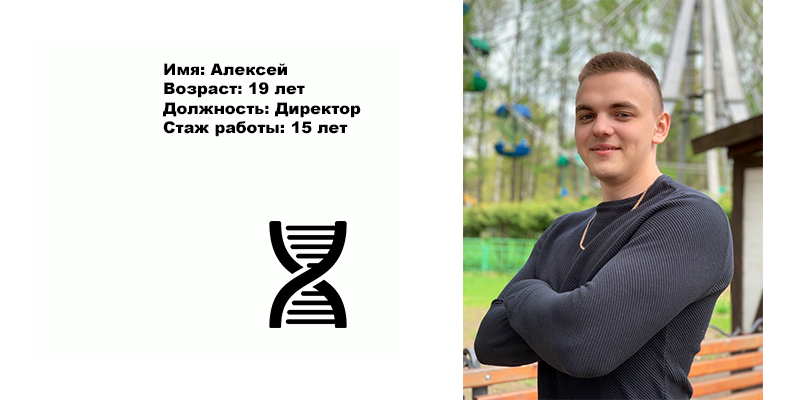 Имя: Алексей
Возраст: 19 лет
Должность: Директор
Стаж работы: 15 лет